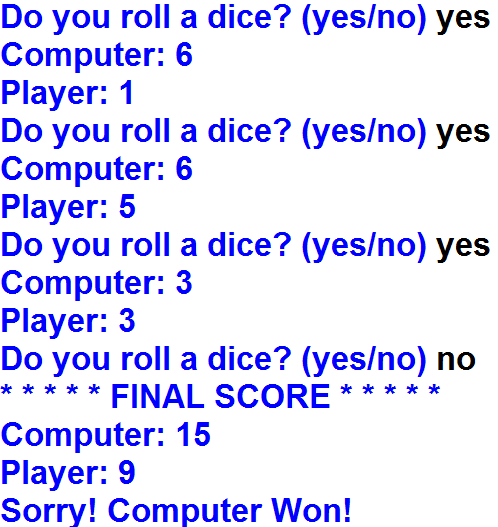 Do you roll a dice? (yes/no) yes
Computer: 6
Player: 1
Do you roll a dice? (yes/no) yes
Computer: 6
Player: 5
Do you roll a dice? (yes/no) yes
Computer: 3
Player: 3
Do you roll a dice? (yes/no) no
* * * * * FINAL SCORE * * * * *
Computer: 15
Player: 9
Sorry! Computer Won!